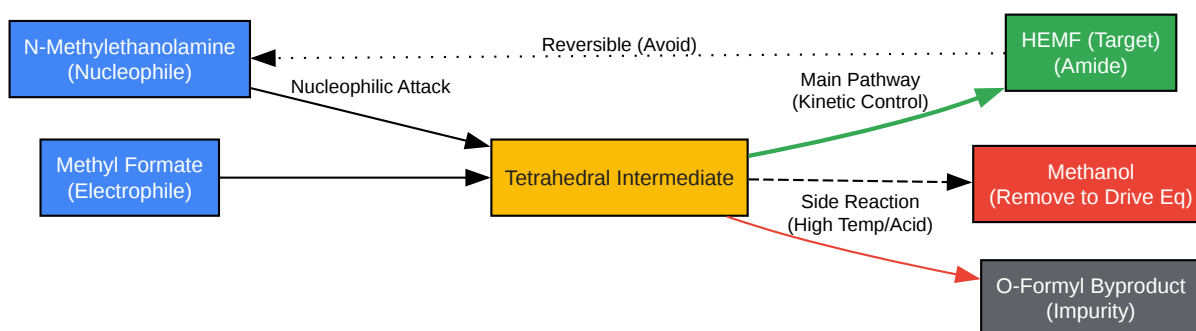 N-Methylethanolamine
(Nucleophile)
Reversible (Avoid)
HEMF (Target)
(Amide)
Nucleophilic Attack
Main Pathway
(Kinetic Control)
Methyl Formate
(Electrophile)
Tetrahedral Intermediate
Methanol
(Remove to Drive Eq)
Side Reaction
(High Temp/Acid)
O-Formyl Byproduct
(Impurity)